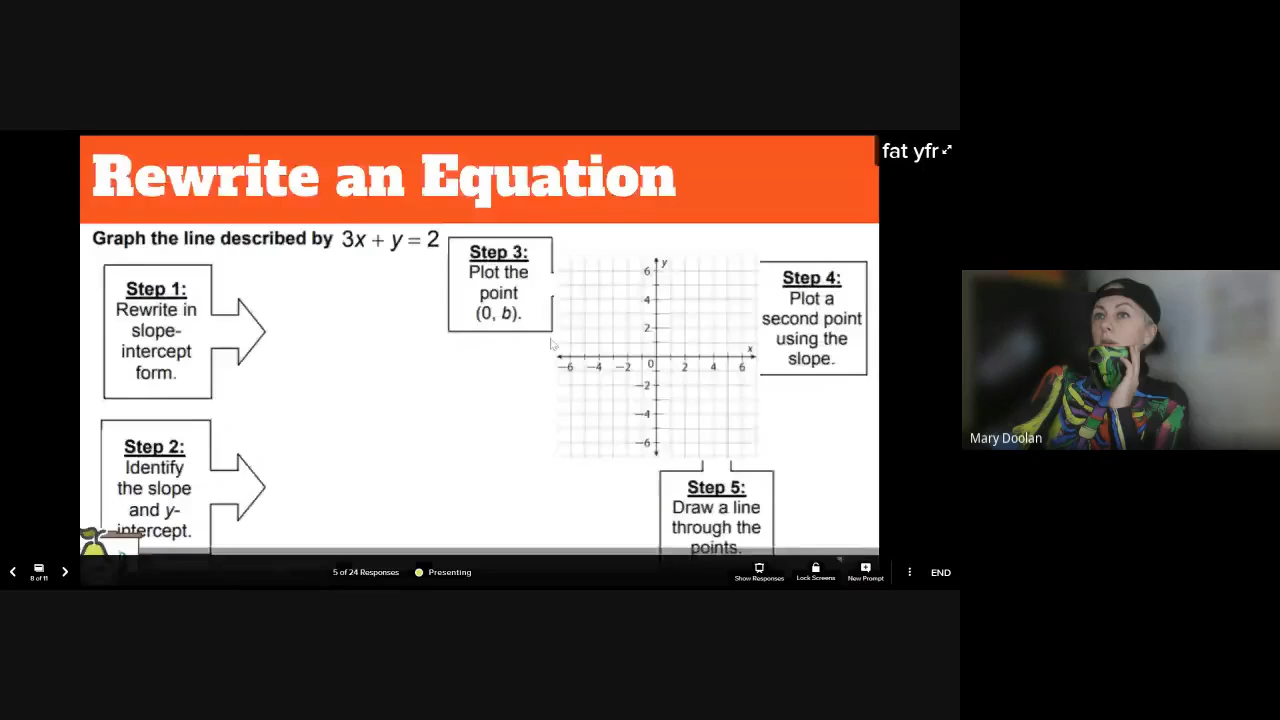 Rewrite an Equation
fat yfr
Graph the line described by 3x + y = 2
Step 1:
Rewrite in
slope-
intercept
form.
Step 2:
Identify
the slope
and y-
intercept.
Step 3:
Plot the
point
(0, b).
y
6
4
2
x
-6 -4 -2 0 2 4 6
-2
-4
-6
Step 4:
Plot a
second point
using the
slope.
Step 5:
Draw a line
through the
points.
Mary Doolan
8 of 11
5 of 24 Responses
Presenting
Show Responses
Lock Screens
New Prompt
END